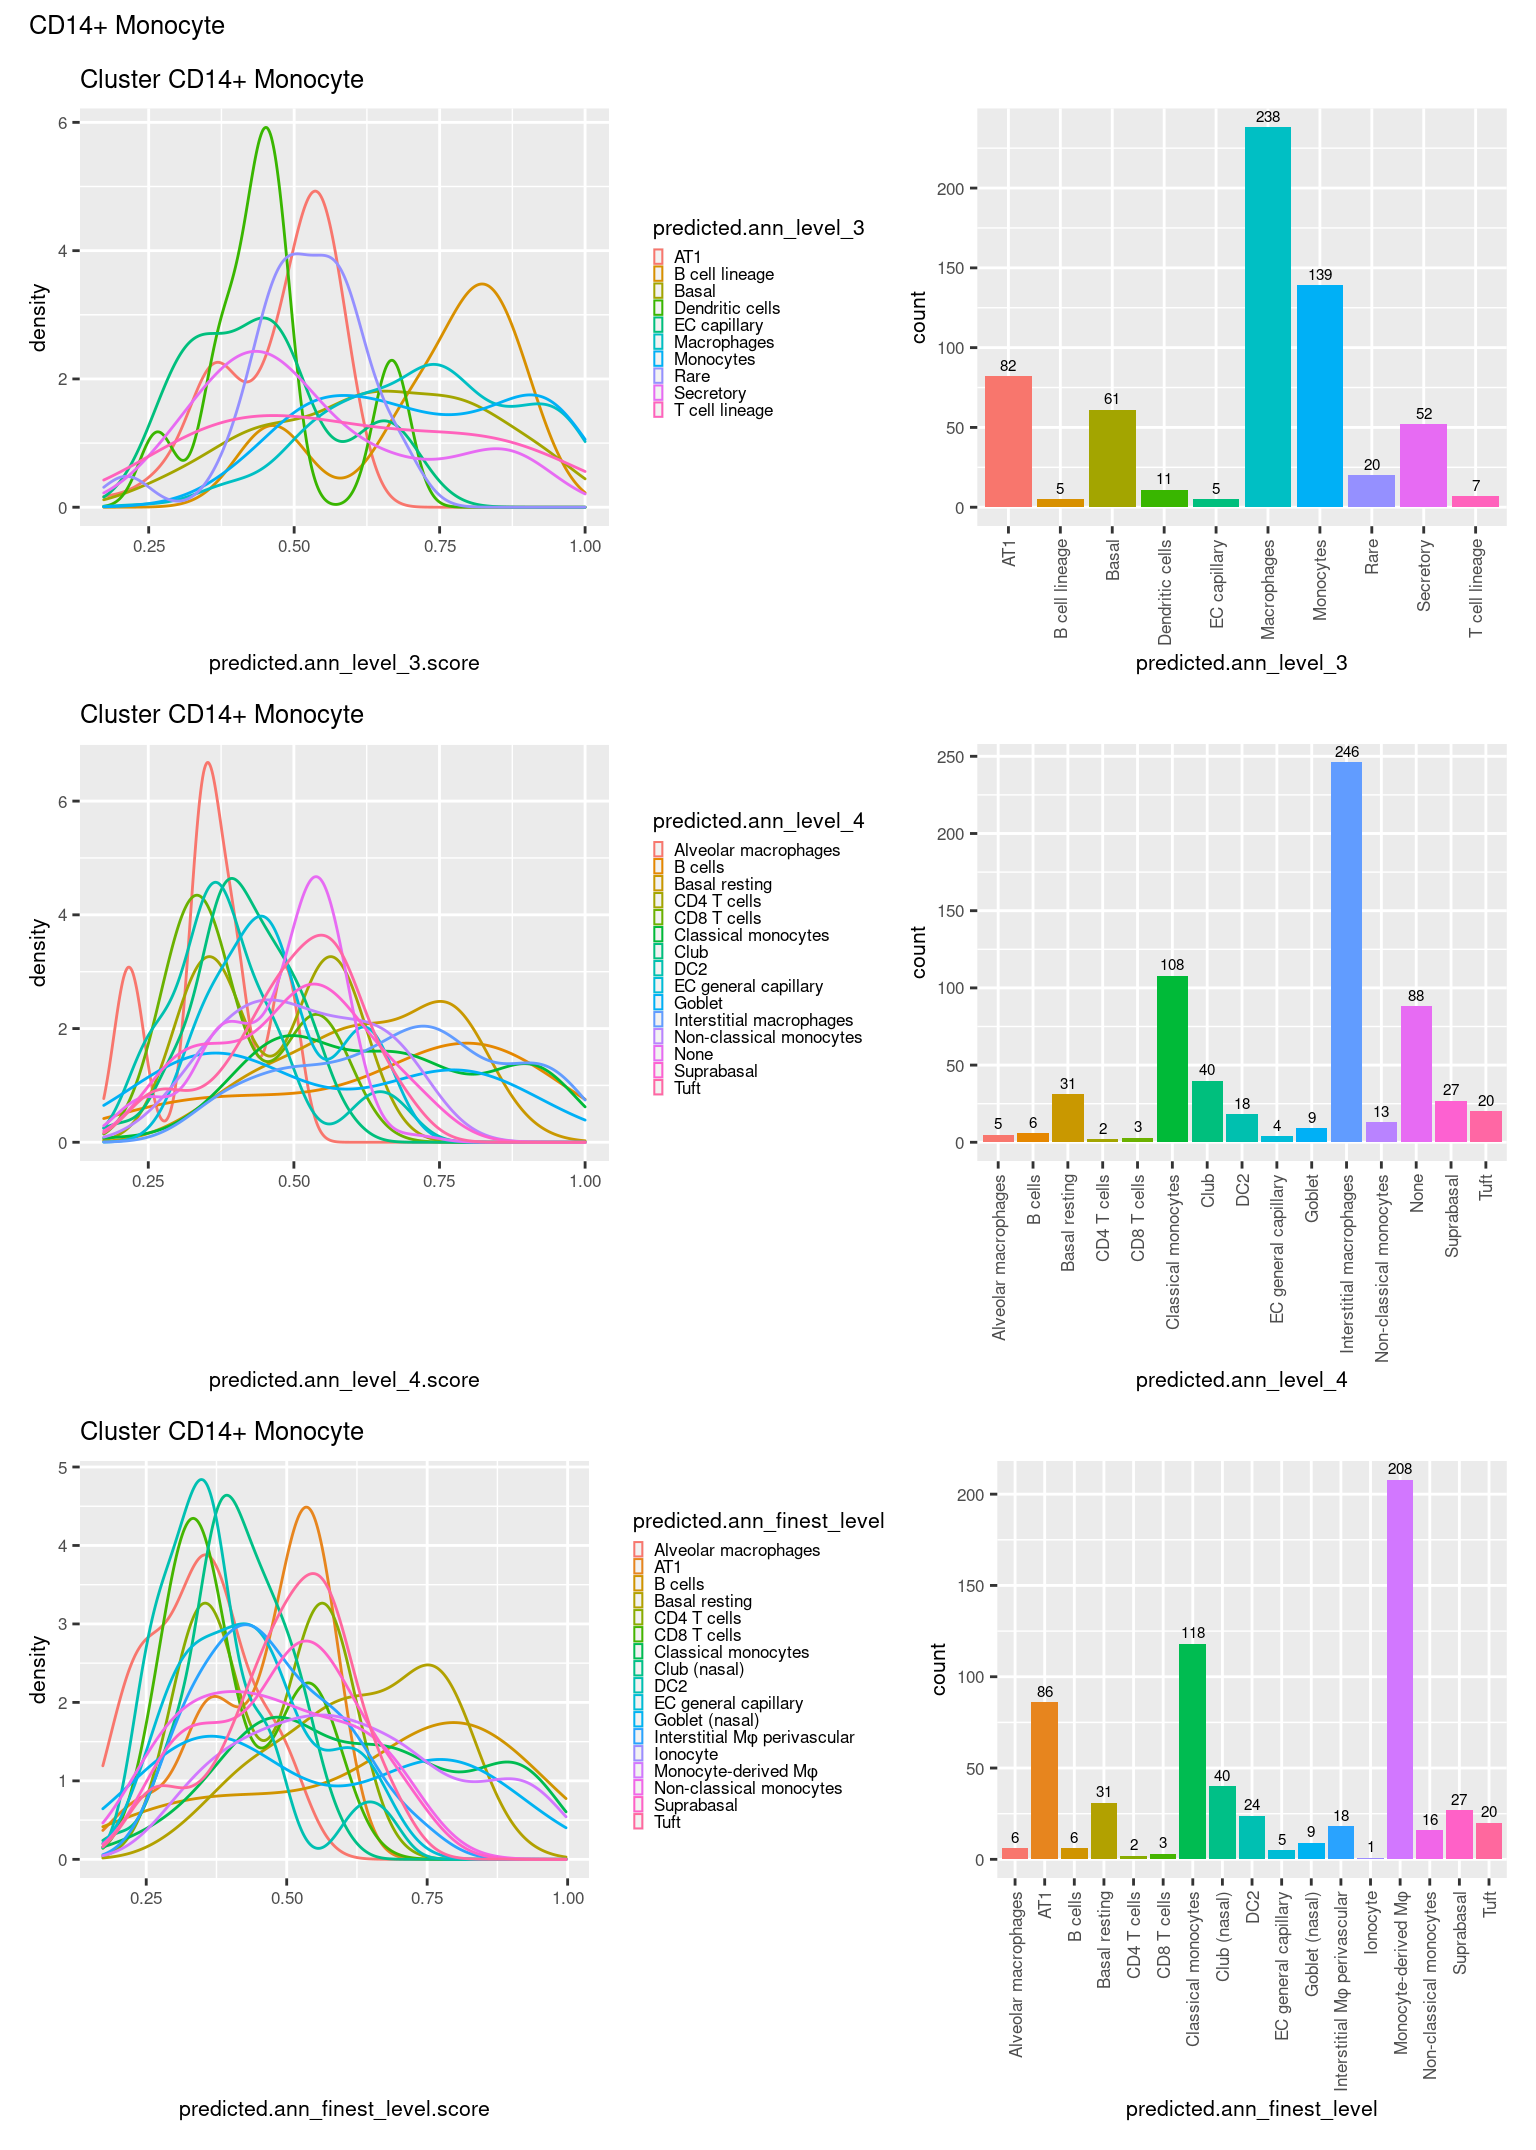 CD14+ Monocyte
Cluster CD14+ Monocyte
density
6
4
2
0
0.25 0.50 0.75 1.00
predicted.ann_level_3.score
predicted.ann_level_3
AT1
B cell lineage
Basal
Dendritic cells
EC capillary
Macrophages
Monocytes
Rare
Secretory
T cell lineage
count
200
150
100
50
0
82 5 61 11 5 238 139 20 52 7
AT1
B cell lineage
Basal
Dendritic cells
EC capillary
Macrophages
Monocytes
Rare
Secretory
T cell lineage
predicted.ann_level_3
Cluster CD14+ Monocyte
density
6
4
2
0
0.25 0.50 0.75 1.00
predicted.ann_level_4.score
predicted.ann_level_4
Alveolar macrophages
B cells
Basal resting
CD4 T cells
CD8 T cells
Classical monocytes
Club
DC2
EC general capillary
Goblet
Interstitial macrophages
Non-classical monocytes
None
Suprabasal
Tuft
count
250
200
150
100
50
0
5 6 31 2 3 108 40 18 4 9 246 13 88 27 20
Alveolar macrophages
B cells
Basal resting
CD4 T cells
CD8 T cells
Classical monocytes
Club
DC2
EC general capillary
Goblet
Interstitial macrophages
Non-classical monocytes
None
Suprabasal
Tuft
predicted.ann_level_4
Cluster CD14+ Monocyte
density
5
4
3
2
1
0
0.25 0.50 0.75 1.00
predicted.ann_finest_level.score
predicted.ann_finest_level
Alveolar macrophages
AT1
B cells
Basal resting
CD4 T cells
CD8 T cells
Classical monocytes
Club (nasal)
DC2
EC general capillary
Goblet (nasal)
Interstitial Mφ perivascular
Ionocyte
Monocyte-derived Mφ
Non-classical monocytes
Suprabasal
Tuft
count
200
150
100
50
0
6 86 6 31 2 3 118 40 24 5 9 18 1 208 16 27 20
Alveolar macrophages
AT1
B cells
Basal resting
CD4 T cells
CD8 T cells
Classical monocytes
Club (nasal)
DC2
EC general capillary
Goblet (nasal)
Interstitial Mφ perivascular
Ionocyte
Monocyte-derived Mφ
Non-classical monocytes
Suprabasal
Tuft
predicted.ann_finest_level